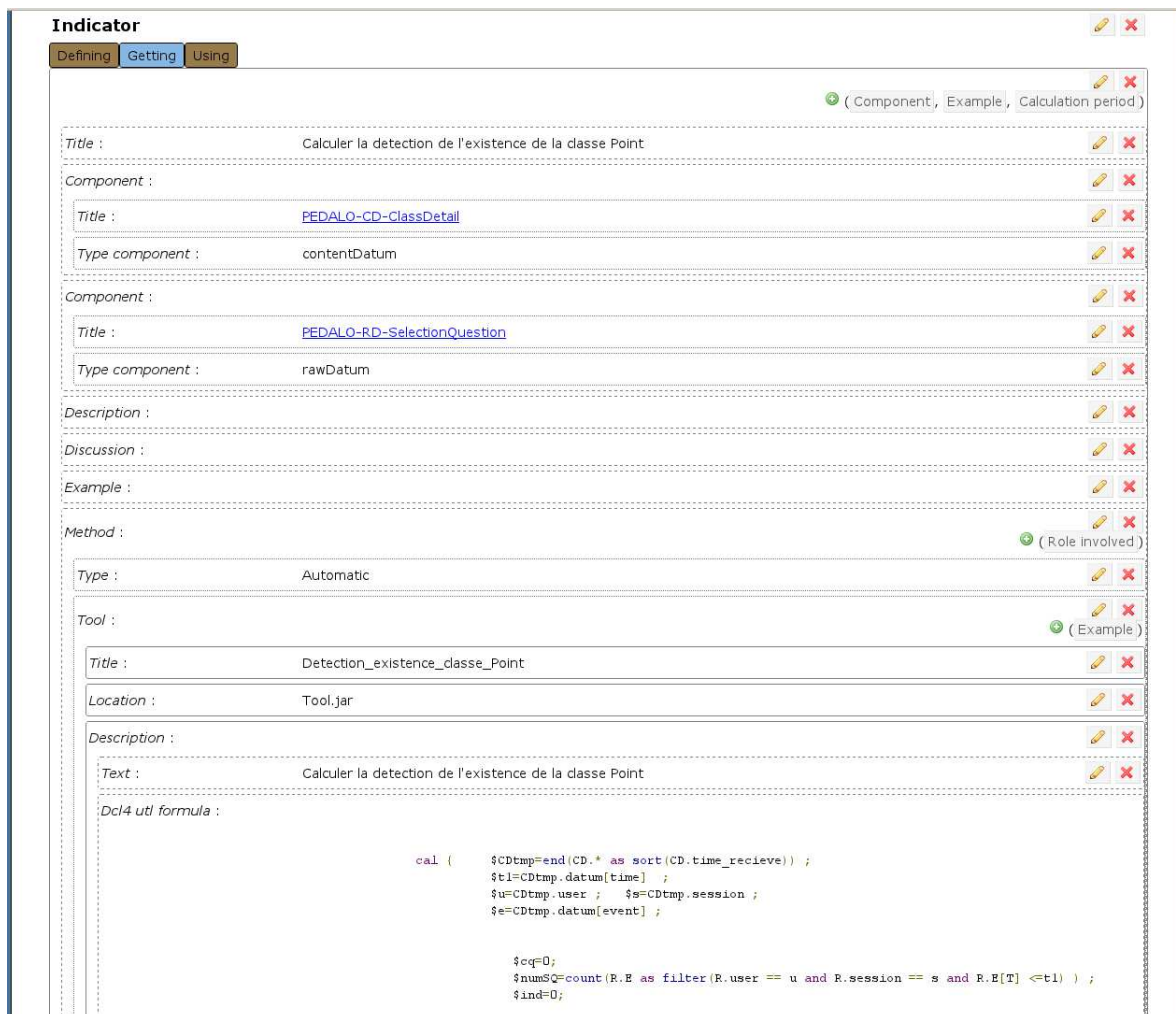 Indicator
Defining Getting Using
( Component , Example , Calculation period )
Title : Calculer la detection de l'existence de la classe Point
Component :
Title : PEDALO-CD-ClassDetail
Type component : contentDatum
Component :
Title : PEDALO-RD-SelectionQuestion
Type component : rawDatum
Description :
Discussion :
Example :
Method :
( Role involved )
Type : Automatic
Tool :
( Example )
Title : Detection_existence_classe_Point
Location : Tool.jar
Description :
Text : Calculer la detection de l'existence de la classe Point
Dcl4 utl formula :
cal ( $CDtmp=end(CD.* as sort(CD.time_recieve)) ;
$t1=CDtmp.datum[time] ;
$u=CDtmp.user ; $s=CDtmp.session ;
$e=CDtmp.datum[event] ;
$cq=0;
$numSQ=count(R.E as filter(R.user == u and R.session == s and R.E[T] <=t1) ) ;
$ind=0;